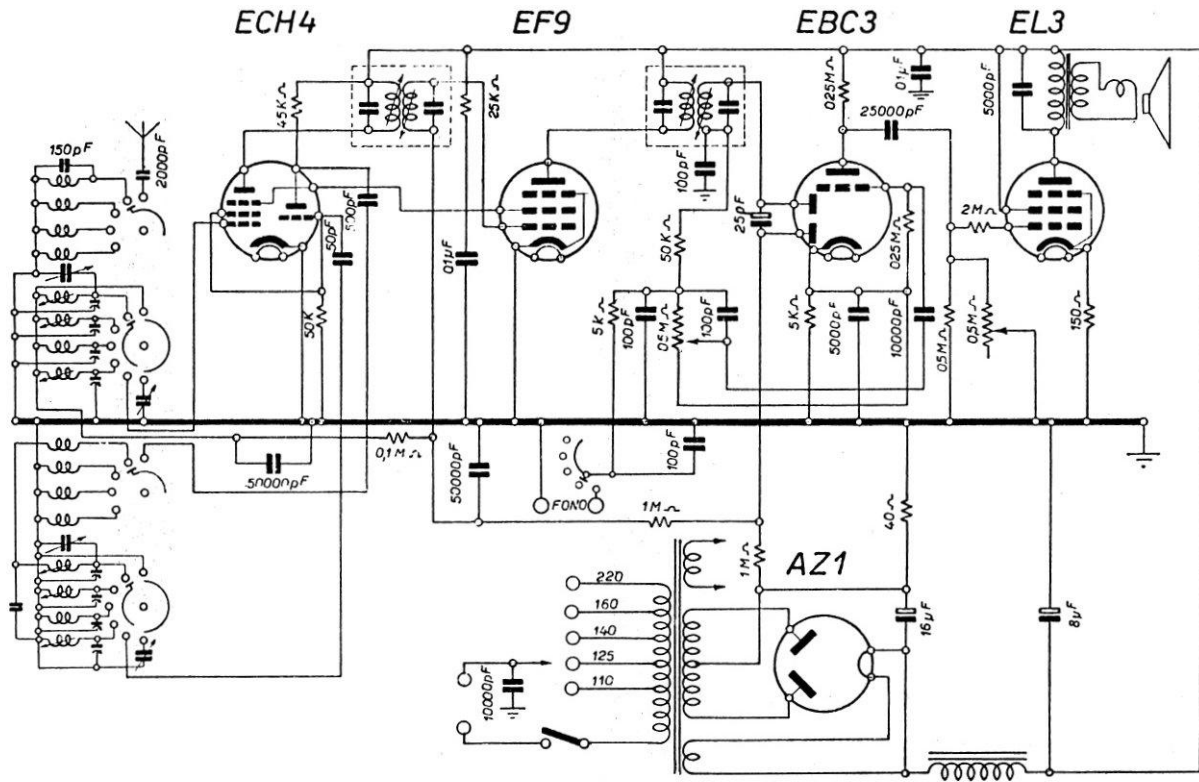 ECH4
EF9
EBC3
EL3
45KΩ
25KΩ
0,25MΩ
0,1µF
25000pF
5000pF
150pF
2000pF
500pF
50pF
0,1µF
100pF
50KΩ
25pF
0,25MΩ
2MΩ
50K
5KΩ
100pF
0,5MΩ
100pF
5KΩ
5000pF
10000pF
0,5MΩ
0,5MΩ
150Ω
0,1MΩ
50000pF
50000pF
FONO
100pF
1MΩ
1MΩ
40Ω
AZ1
220
160
140
125
110
10000pF
16µF
8µF